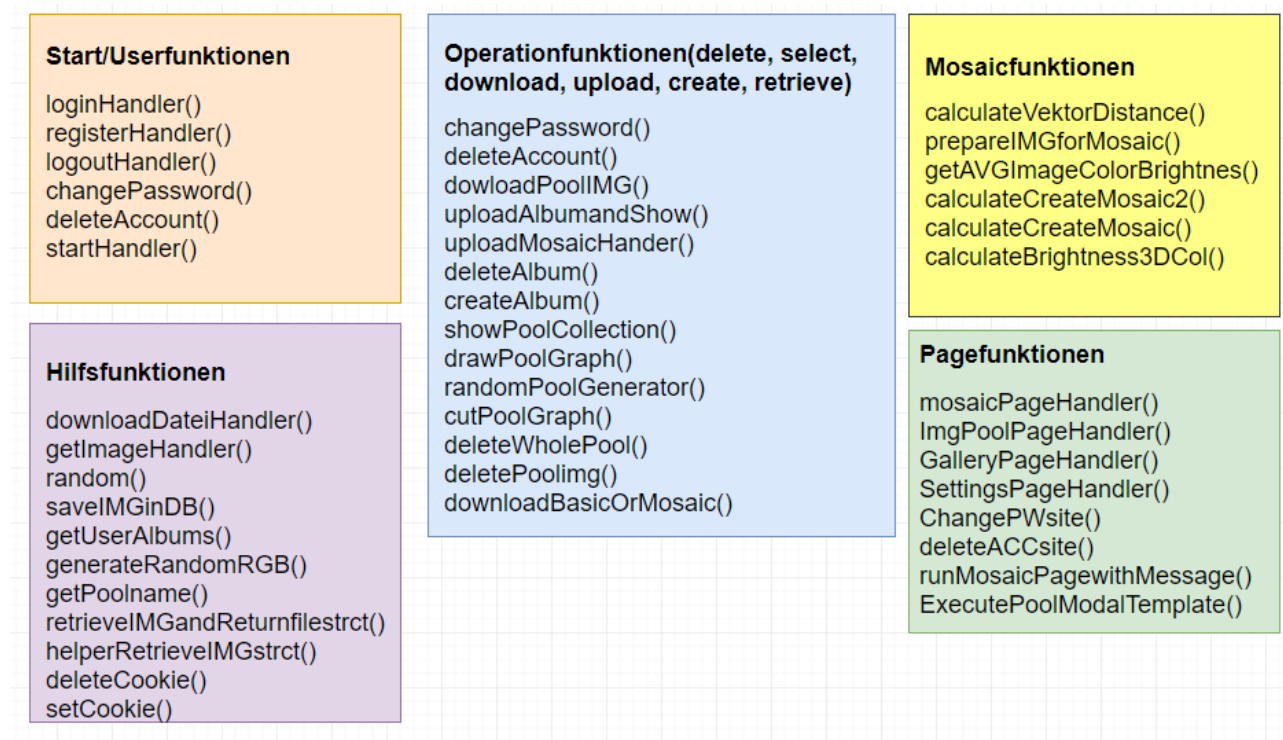 Start/Userfunktionen
loginHandler()
registerHandler()
logoutHandler()
changePassword()
deleteAccount()
startHandler()
Hilfsfunktionen
downloadDateiHandler()
getImageHandler()
random()
saveIMGinDB()
getUserAlbums()
generateRandomRGB()
getPoolname()
retrieveIMGandReturnfilestrct()
helperRetrieveIMGstrct()
deleteCookie()
setCookie()
Operationfunktionen(delete, select,
download, upload, create, retrieve)
changePassword()
deleteAccount()
dowloadPoolIMG()
uploadAlbumandShow()
uploadMosaicHander()
deleteAlbum()
createAlbum()
showPoolCollection()
drawPoolGraph()
randomPoolGenerator()
cutPoolGraph()
deleteWholePool()
deletePoolimg()
downloadBasicOrMosaic()
Mosaicfunktionen
calculateVektorDistance()
prepareIMGforMosaic()
getAVGImageColorBrightnes()
calculateCreateMosaic2()
calculateCreateMosaic()
calculateBrightness3DCol()
Pagefunktionen
mosaicPageHandler()
ImgPoolPageHandler()
GalleryPageHandler()
SettingsPageHandler()
ChangePWsite()
deleteACCsite()
runMosaicPagewithMessage()
ExecutePoolModalTemplate()